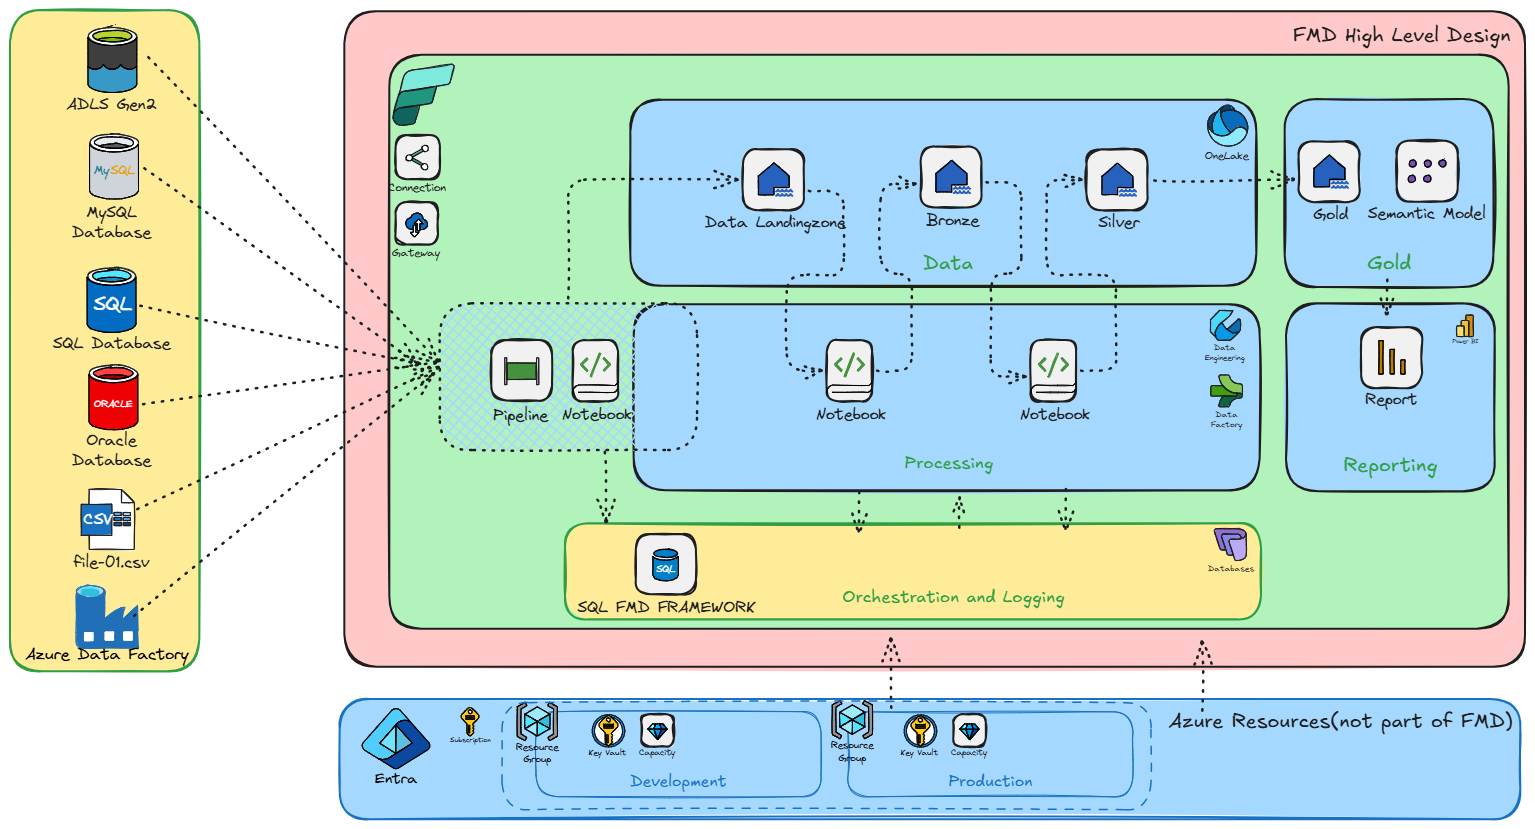 FMD High Level Design
ADLS Gen2
MySQL
MySQL
Database
SQL
SQL Database
ORACLE
Oracle
Database
CSV
file-01.csv
Azure Data Factory
Connection
Gateway
OneLake
Data Landingzone
Bronze
Silver
Data
Gold
Semantic Model
Gold
Pipeline
Notebook
Notebook
Notebook
Data
Engineering
Data
Factory
Processing
Power BI
Report
Reporting
SQL
SQL FMD FRAMEWORK
Orchestration and Logging
Databases
Entra
Subscription
Resource
Group
Key Vault
Capacity
Development
Resource
Group
Key Vault
Capacity
Production
Azure Resources(not part of FMD)